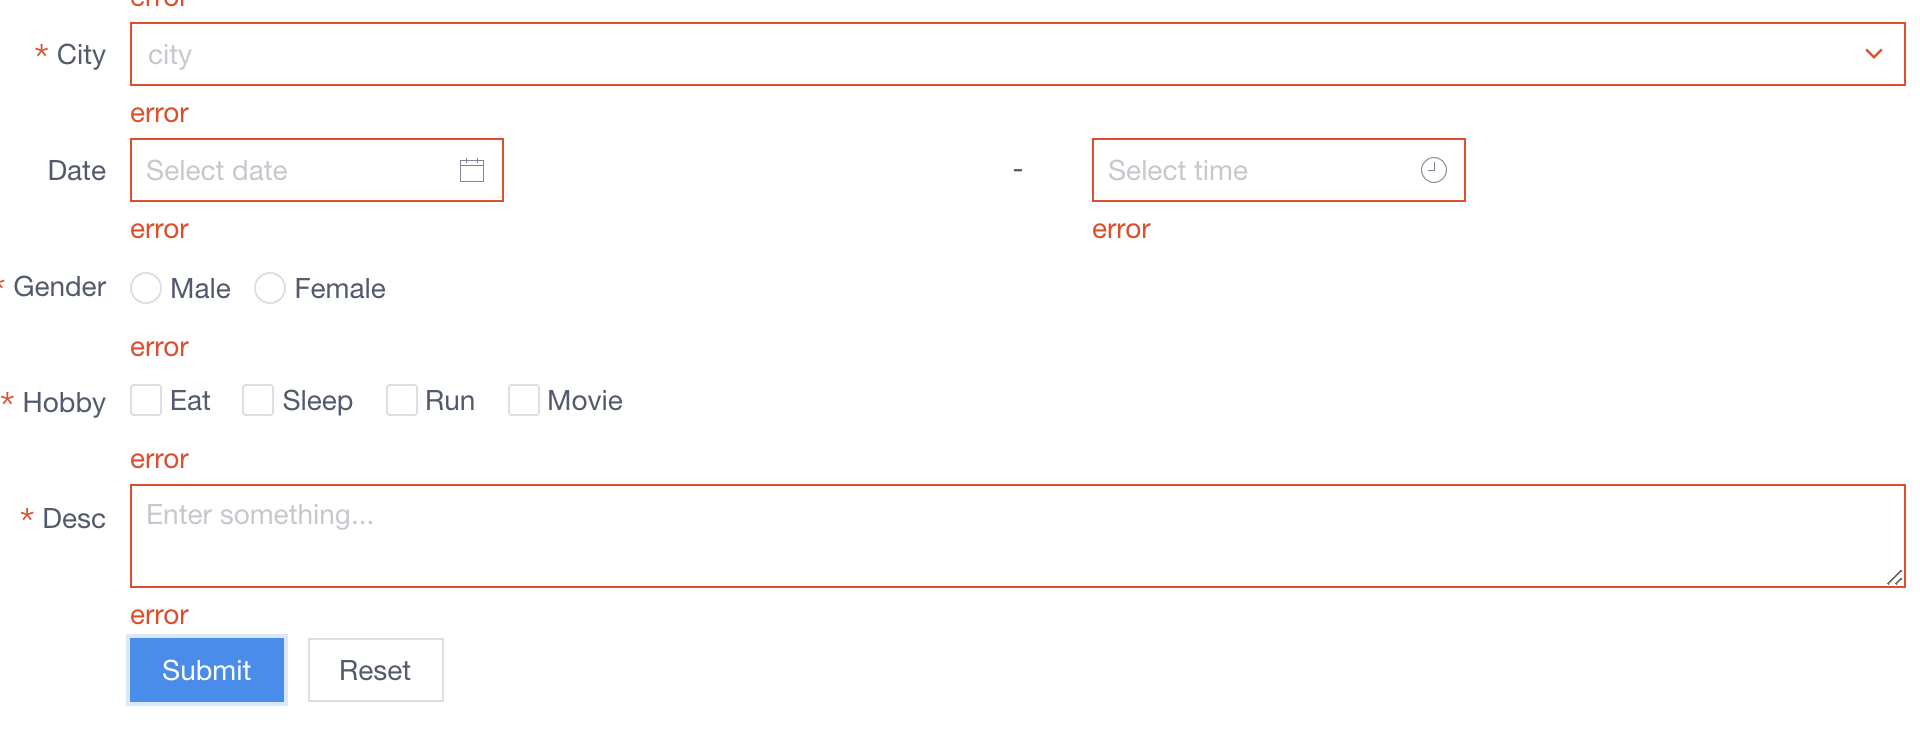 error
* City city
error
Date Select date - Select time
error error
* Gender Male Female
error
* Hobby Eat Sleep Run Movie
error
* Desc Enter something...
error
Submit Reset